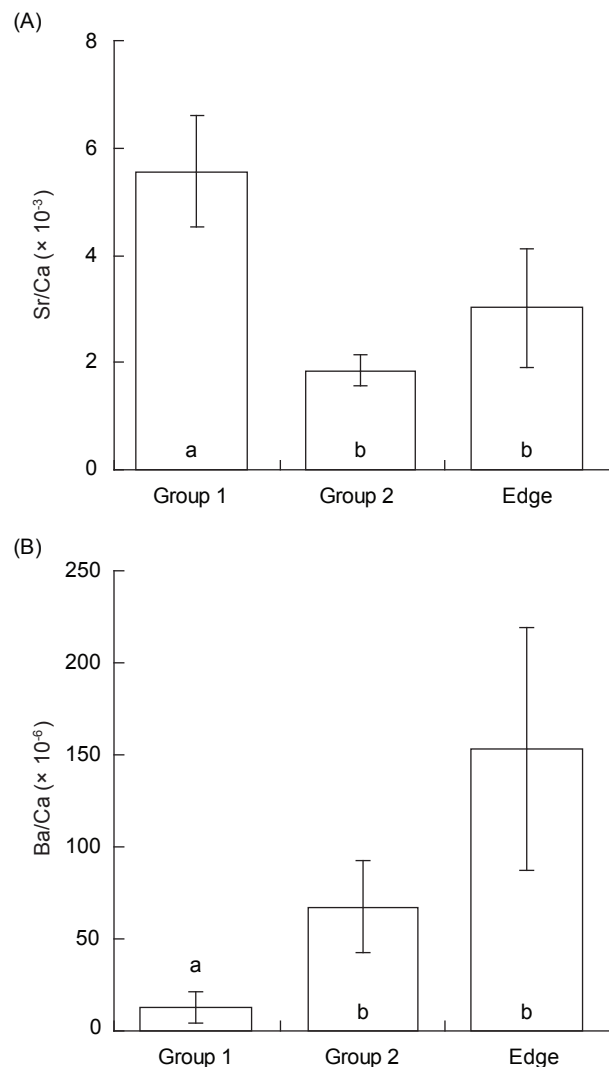 (A)
8
6
4
2
0
Sr/Ca (× 10⁻³)
a
b
b
Group 1
Group 2
Edge
(B)
250
200
150
100
50
0
Ba/Ca (× 10⁻⁶)
a
b
b
Group 1
Group 2
Edge